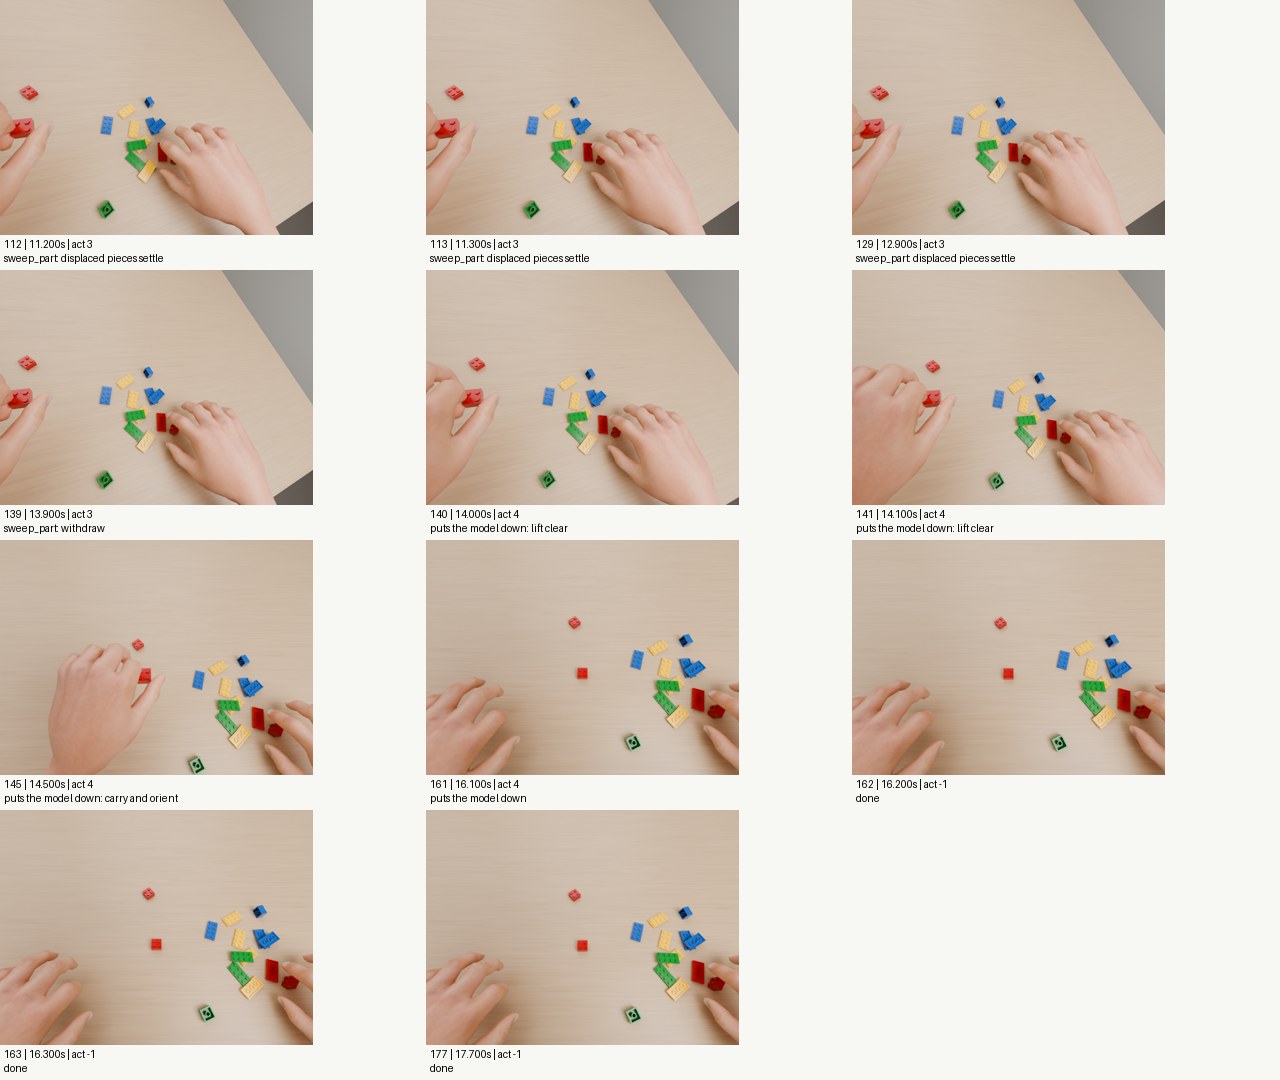 112 | 11.200s | act 3
sweep_part: displaced pieces settle
113 | 11.300s | act 3
sweep_part: displaced pieces settle
129 | 12.900s | act 3
sweep_part: displaced pieces settle
139 | 13.900s | act 3
sweep_part: withdraw
140 | 14.000s | act 4
puts the model down: lift clear
141 | 14.100s | act 4
puts the model down: lift clear
145 | 14.500s | act 4
puts the model down: carry and orient
161 | 16.100s | act 4
puts the model down
162 | 16.200s | act -1
done
163 | 16.300s | act -1
done
177 | 17.700s | act -1
done